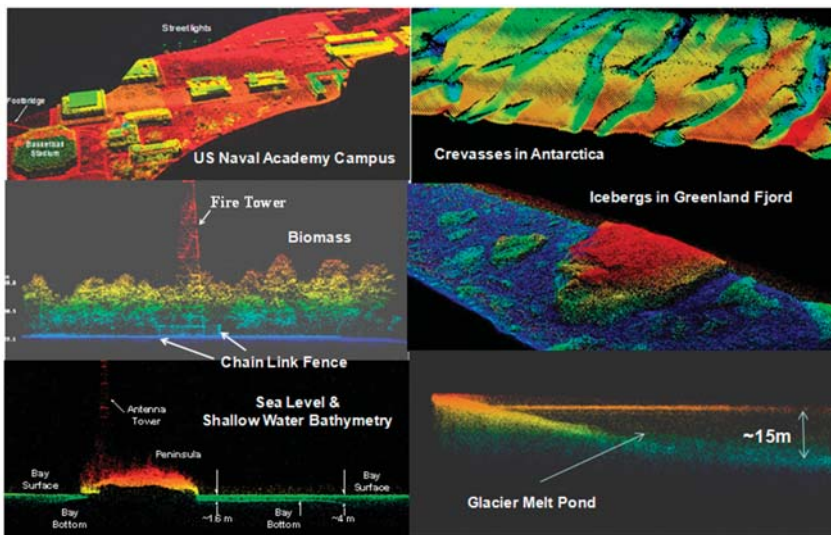 Streetlights
Footbridge
Basketball
Stadium
US Naval Academy Campus
Crevasses in Antarctica
Fire Tower
Biomass
Chain Link Fence
Icebergs in Greenland Fjord
Sea Level &
Shallow Water Bathymetry
Antenna
Tower
Peninsula
Bay
Surface
Bay
Surface
Bay
Bottom
~1.6 m
Bay
Bottom
~4 m
~15m
Glacier Melt Pond